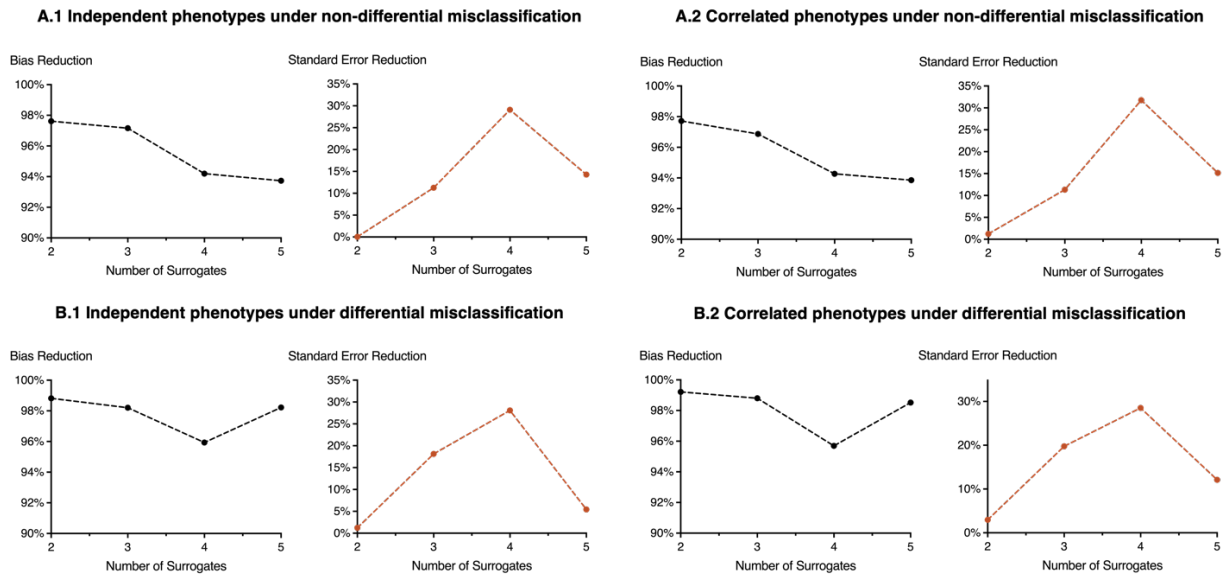 A.1 Independent phenotypes under non-differential misclassification
Bias Reduction
100%
98%
96%
94%
92%
90%
2 3 4 5
Number of Surrogates
Standard Error Reduction
35%
30%
25%
20%
15%
10%
5%
0%
2 3 4 5
Number of Surrogates
A.2 Correlated phenotypes under non-differential misclassification
Bias Reduction
100%
98%
96%
94%
92%
90%
2 3 4 5
Number of Surrogates
Standard Error Reduction
35%
30%
25%
20%
15%
10%
5%
0%
2 3 4 5
Number of Surrogates
B.1 Independent phenotypes under differential misclassification
Bias Reduction
100%
98%
96%
94%
92%
90%
2 3 4 5
Number of Surrogates
Standard Error Reduction
35%
30%
25%
20%
15%
10%
5%
0%
2 3 4 5
Number of Surrogates
B.2 Correlated phenotypes under differential misclassification
Bias Reduction
100%
98%
96%
94%
92%
90%
2 3 4 5
Number of Surrogates
Standard Error Reduction
30%
20%
10%
0%
2 3 4 5
Number of Surrogates